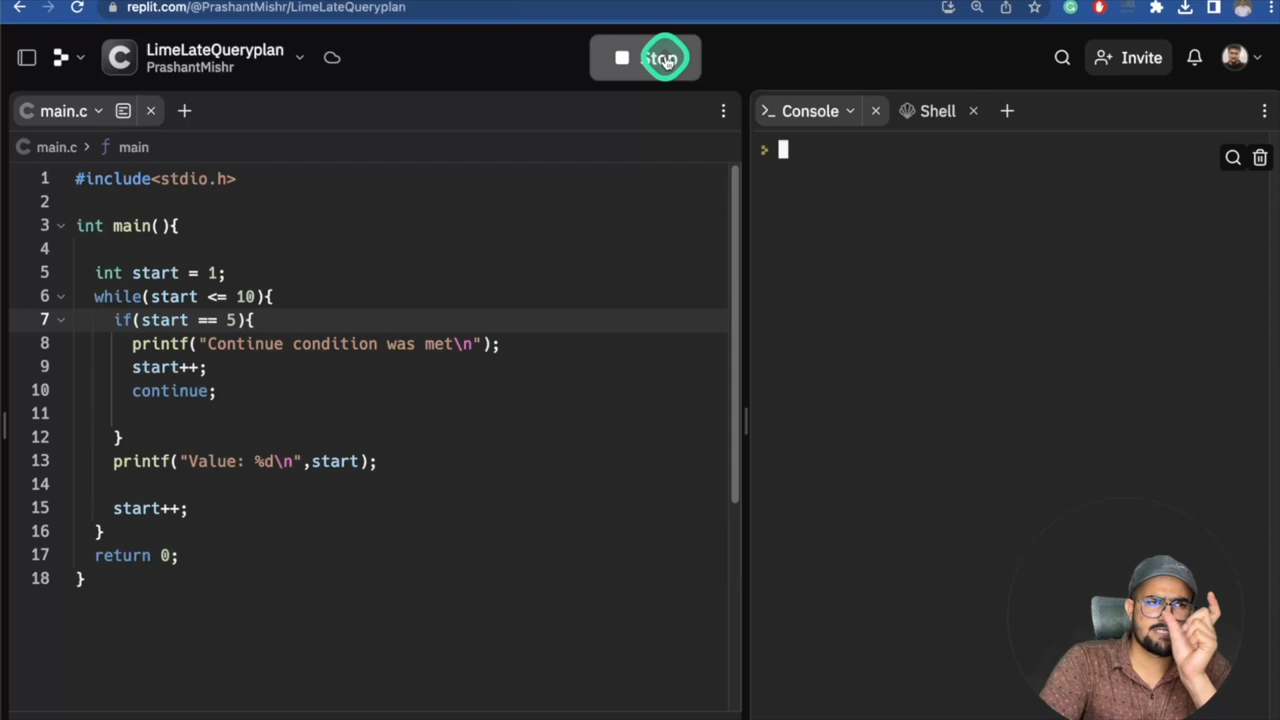 replit.com/@PrashantMishr/LimeLateQueryplan
LimeLateQueryplan
PrashantMishr
Stop
Invite
main.c
Console
Shell
main.c > main
1 #include<stdio.h>
2
3 int main(){
4
5 int start = 1;
6 while(start <= 10){
7 if(start == 5){
8 printf("Continue condition was met\n");
9 start++;
10 continue;
11
12 }
13 printf("Value: %d\n",start);
14
15 start++;
16 }
17 return 0;
18 }